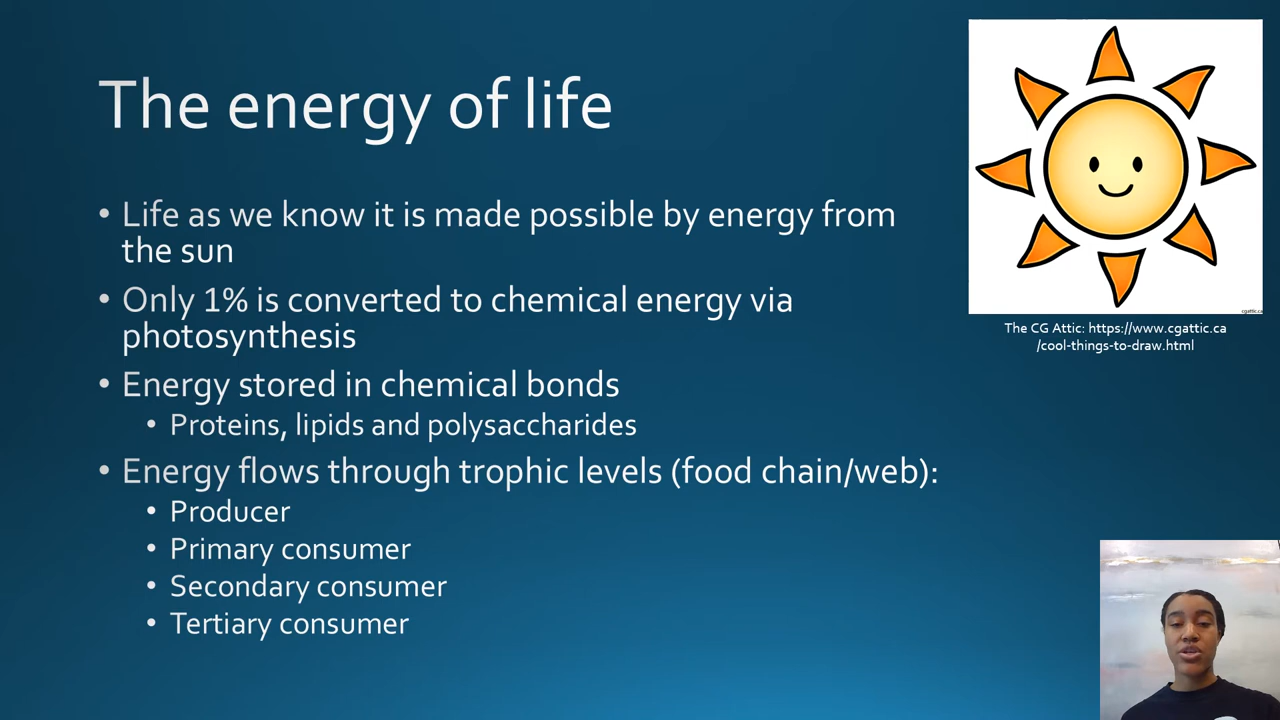 The energy of life
• Life as we know it is made possible by energy from
the sun
• Only 1% is converted to chemical energy via
photosynthesis
• Energy stored in chemical bonds
• Proteins, lipids and polysaccharides
• Energy flows through trophic levels (food chain/web):
• Producer
• Primary consumer
• Secondary consumer
• Tertiary consumer
cgattic.ca
The CG Attic: https://www.cgattic.ca
/cool-things-to-draw.html